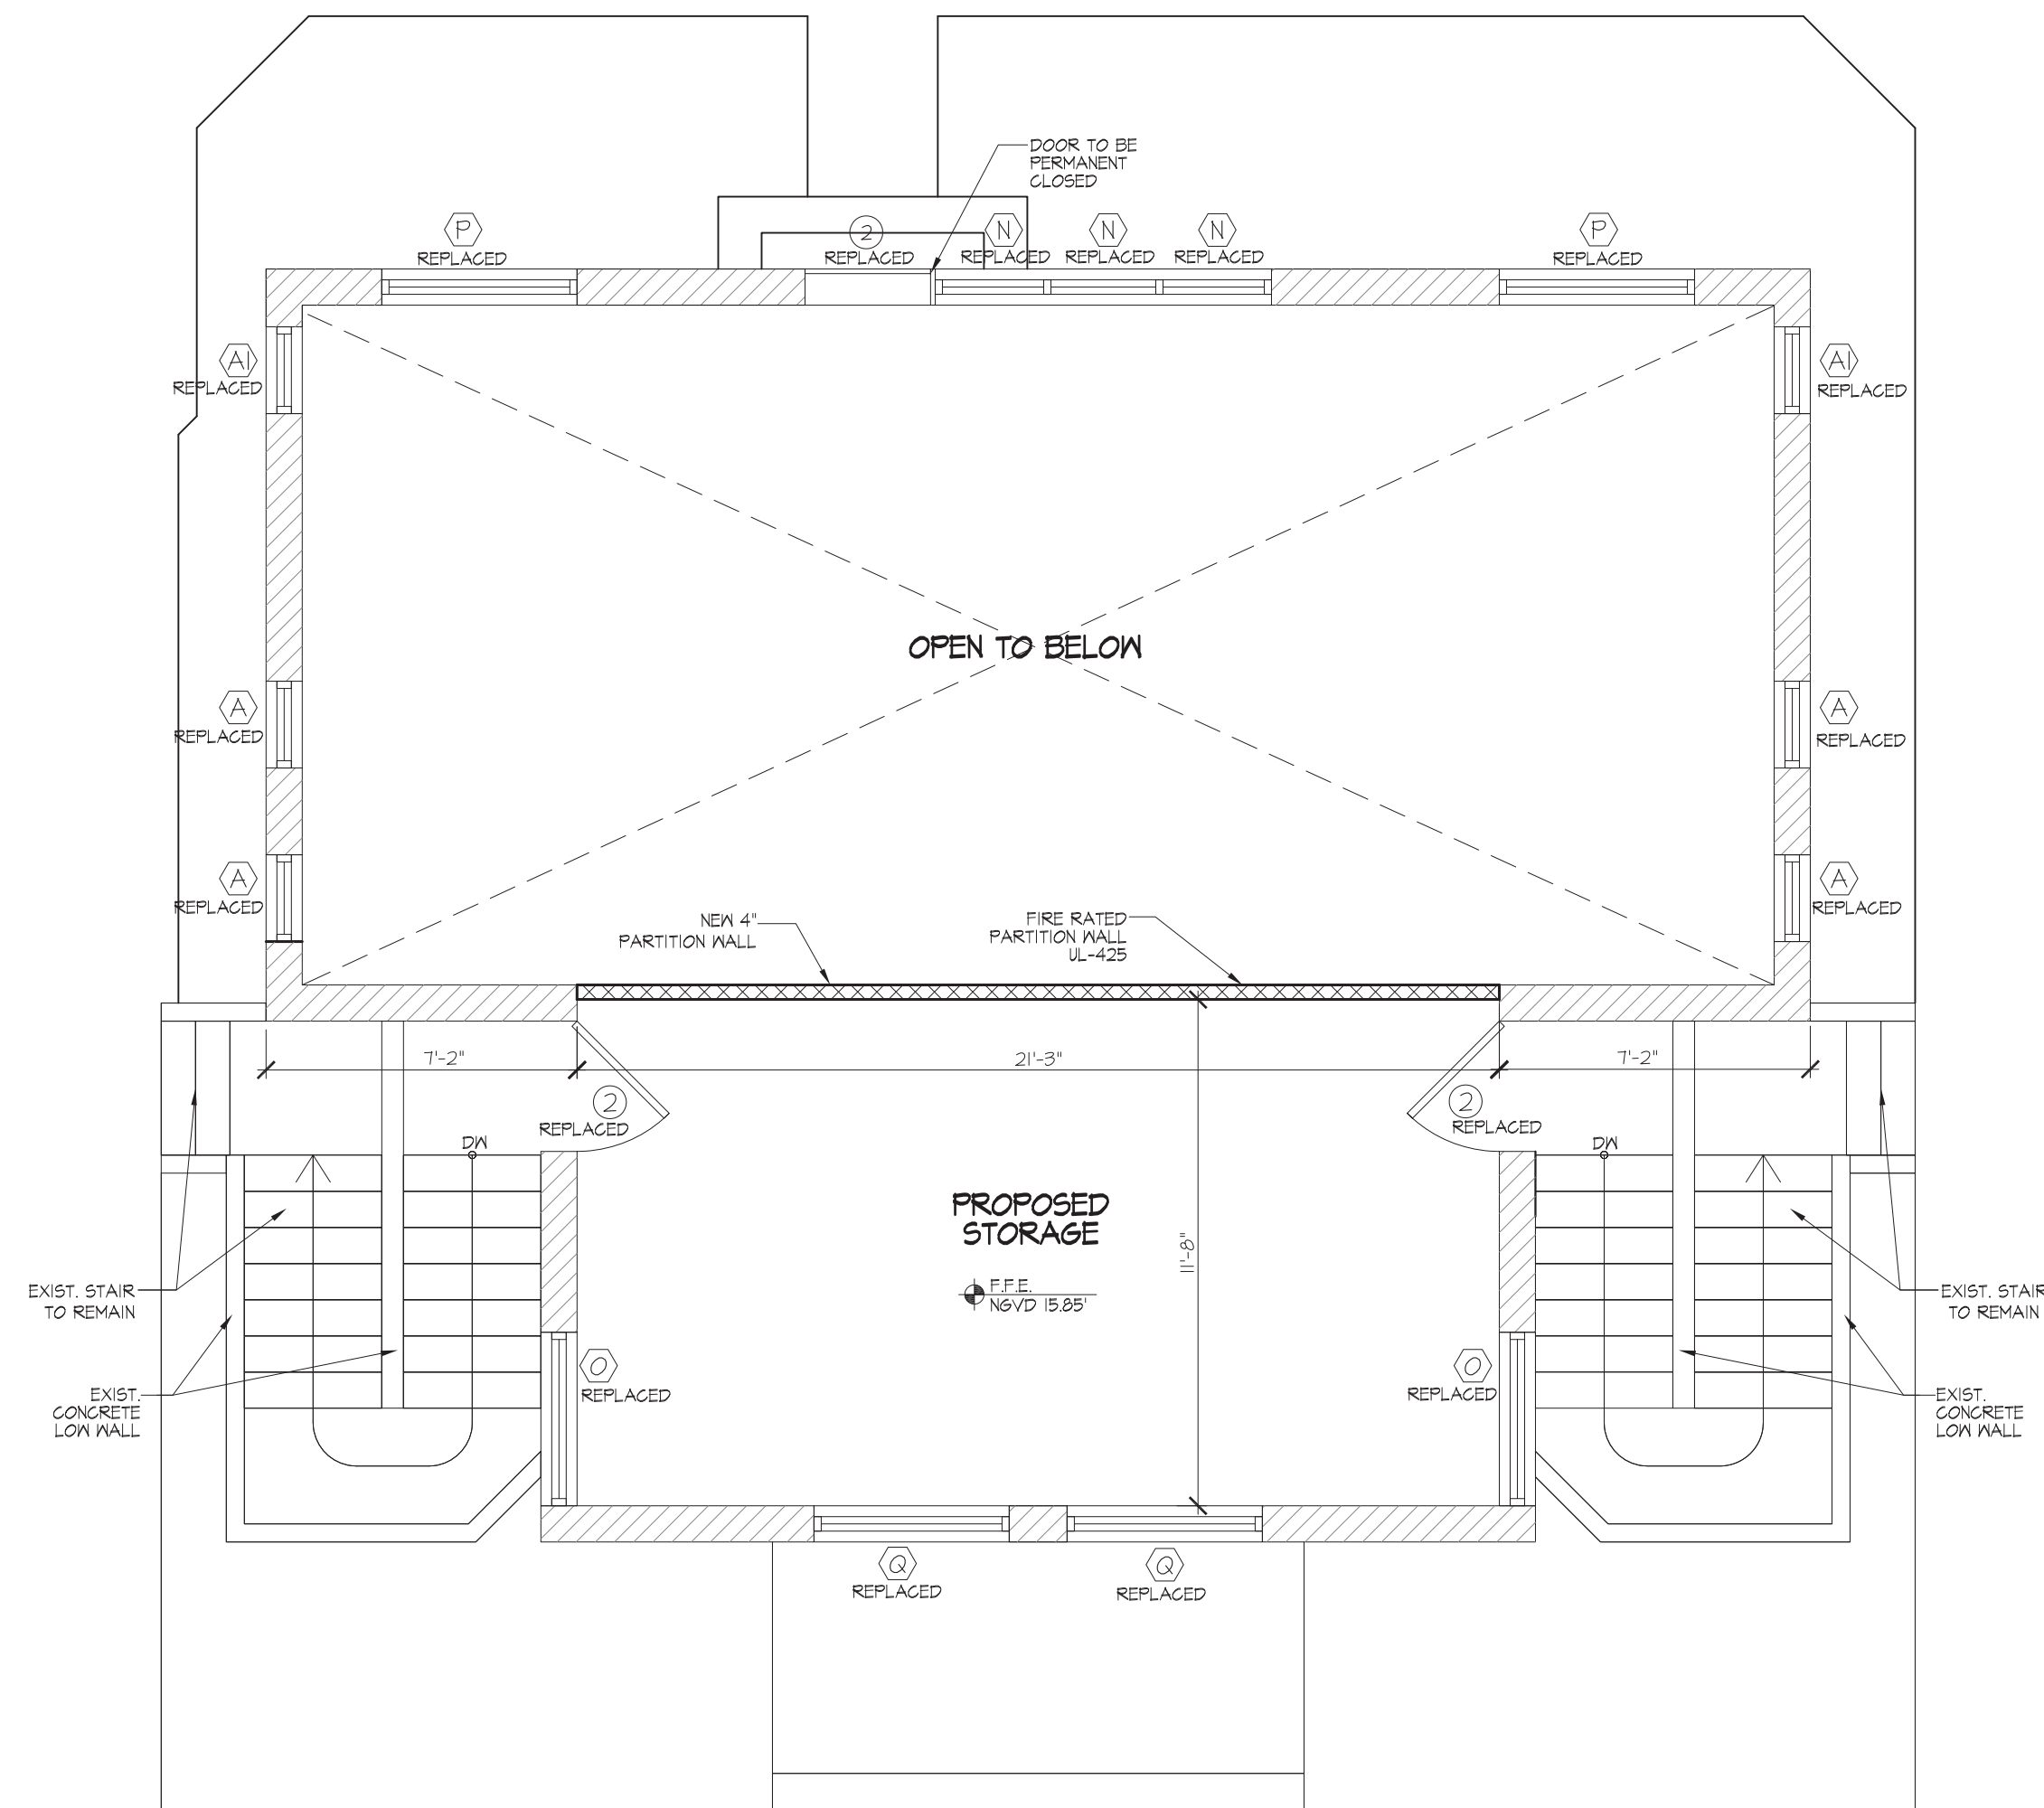 DOOR TO BE
PERMANENT
CLOSED
P
REPLACED
2
REPLACED
N
REPLACED
N
REPLACED
N
REPLACED
P
REPLACED
A1
REPLACED
A1
REPLACED
OPEN TO BELOW
A
REPLACED
A
REPLACED
A
REPLACED
A
REPLACED
NEW 4"
PARTITION WALL
FIRE RATED
PARTITION WALL
UL-425
7'-2"
21'-3"
7'-2"
2
REPLACED
2
REPLACED
DW
DW
PROPOSED
STORAGE
11'-8"
F.F.E.
NGVD 15.85'
EXIST. STAIR
TO REMAIN
EXIST. STAIR
TO REMAIN
O
REPLACED
O
REPLACED
EXIST.
CONCRETE
LOW WALL
EXIST.
CONCRETE
LOW WALL
Q
REPLACED
Q
REPLACED